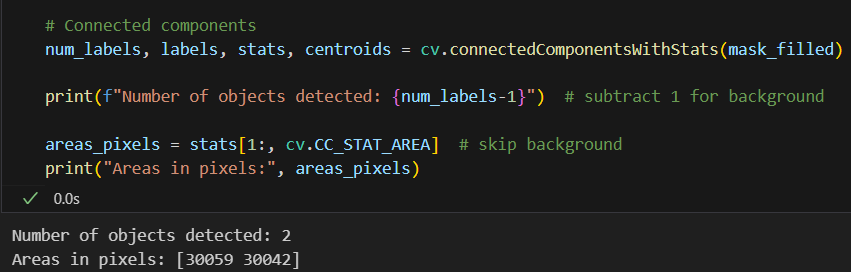 # Connected components
num_labels, labels, stats, centroids = cv.connectedComponentsWithStats(mask_filled)
print(f"Number of objects detected: {num_labels-1}")  # subtract 1 for background
areas_pixels = stats[1:, cv.CC_STAT_AREA]  # skip background
print("Areas in pixels:", areas_pixels)
0.0s
Number of objects detected: 2
Areas in pixels: [30059 30042]